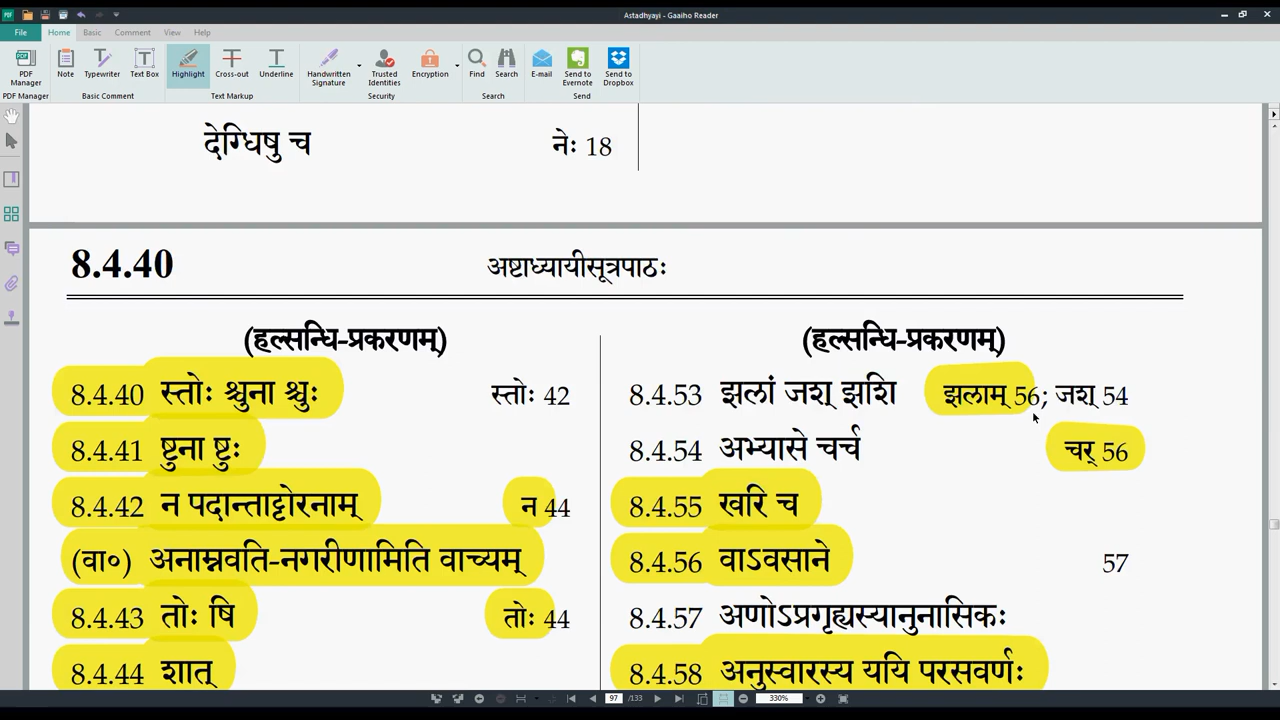 Astadhyayi - Gaaiho Reader
File Home Basic Comment View Help
PDF Manager Note Typewriter Text Box Highlight Cross-out Underline Handwritten Signature Trusted Identities Encryption Find Search E-mail Send to Evernote Send to Dropbox
PDF Manager Basic Comment Text Markup Security Search Send
देग्धिषु च नेः 18
8.4.40 अष्टाध्यायीसूत्रपाठः
(हल्सन्धि-प्रकरणम्)
8.4.40 स्तोः श्चुना श्चुः स्तोः 42
8.4.41 ष्टुना ष्टुः
8.4.42 न पदान्ताट्टोरनाम् न 44
(वा०) अनाम्नवति-नगरीणामिति वाच्यम्
8.4.43 तोः षि तोः 44
8.4.44 शात्
(हल्सन्धि-प्रकरणम्)
8.4.53 झलां जश् झशि झलाम् 56; जश् 54
8.4.54 अभ्यासे चर्च चर् 56
8.4.55 खरि च
8.4.56 वाऽवसाने 57
8.4.57 अणोऽप्रगृह्यस्यानुनासिकः
8.4.58 अनुस्वारस्य ययि परसवर्णः
97 /133 330%